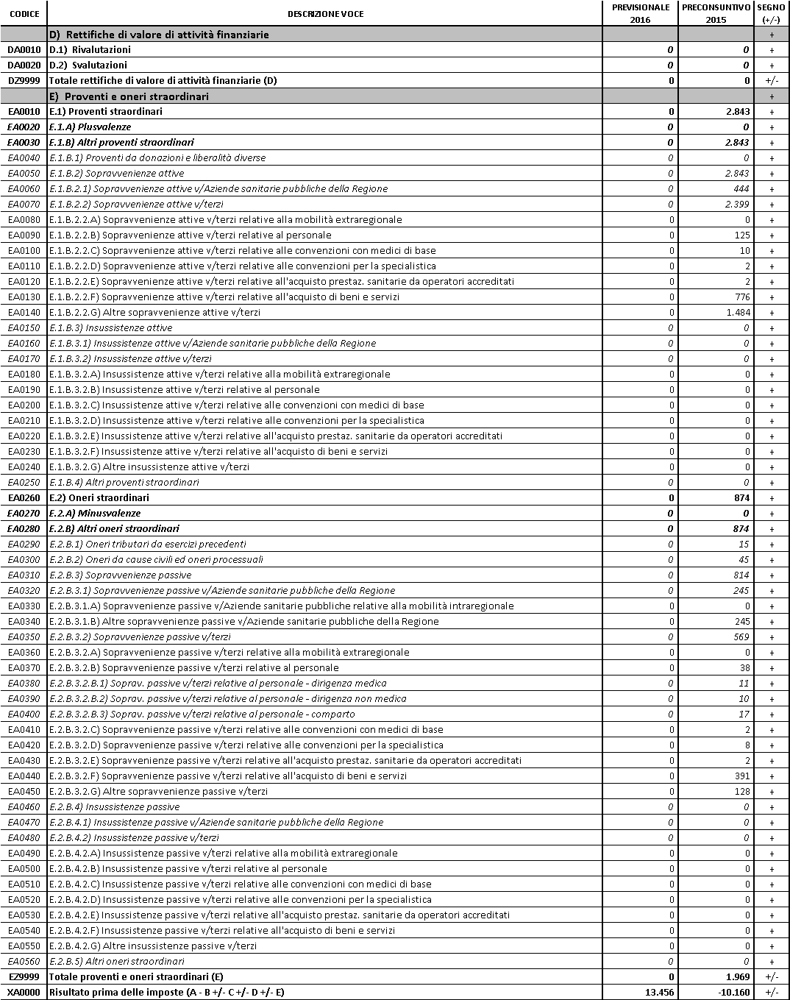 CODICE DESCRIZIONE VOCE PREVISIONALE 2016 PRECONSUNTIVO 2015 SEGNO (+/-)
D) Rettifiche di valore di attività finanziarie +
DA0010 D.1) Rivalutazioni 0 0 +
DA0020 D.2) Svalutazioni 0 0 +
DZ9999 Totale rettifiche di valore di attività finanziarie (D) 0 0 +/-
E) Proventi e oneri straordinari +
EA0010 E.1) Proventi straordinari 0 2.843 +
EA0020 E.1.A) Plusvalenze 0 0 +
EA0030 E.1.B) Altri proventi straordinari 0 2.843 +
EA0040 E.1.B.1) Proventi da donazioni e liberalità diverse 0 0 +
EA0050 E.1.B.2) Sopravvenienze attive 0 2.843 +
EA0060 E.1.B.2.1) Sopravvenienze attive v/Aziende sanitarie pubbliche della Regione 0 444 +
EA0070 E.1.B.2.2) Sopravvenienze attive v/terzi 0 2.399 +
EA0080 E.1.B.2.2.A) Sopravvenienze attive v/terzi relative alla mobilità extraregionale 0 0 +
EA0090 E.1.B.2.2.B) Sopravvenienze attive v/terzi relative al personale 0 125 +
EA0100 E.1.B.2.2.C) Sopravvenienze attive v/terzi relative alle convenzioni con medici di base 0 10 +
EA0110 E.1.B.2.2.D) Sopravvenienze attive v/terzi relative alle convenzioni per la specialistica 0 2 +
EA0120 E.1.B.2.2.E) Sopravvenienze attive v/terzi relative all'acquisto prestaz. sanitarie da operatori accreditati 0 2 +
EA0130 E.1.B.2.2.F) Sopravvenienze attive v/terzi relative all'acquisto di beni e servizi 0 776 +
EA0140 E.1.B.2.2.G) Altre sopravvenienze attive v/terzi 0 1.484 +
EA0150 E.1.B.3) Insussistenze attive 0 0 +
EA0160 E.1.B.3.1) Insussistenze attive v/Aziende sanitarie pubbliche della Regione 0 0 +
EA0170 E.1.B.3.2) Insussistenze attive v/terzi 0 0 +
EA0180 E.1.B.3.2.A) Insussistenze attive v/terzi relative alla mobilità extraregionale 0 0 +
EA0190 E.1.B.3.2.B) Insussistenze attive v/terzi relative al personale 0 0 +
EA0200 E.1.B.3.2.C) Insussistenze attive v/terzi relative alle convenzioni con medici di base 0 0 +
EA0210 E.1.B.3.2.D) Insussistenze attive v/terzi relative alle convenzioni per la specialistica 0 0 +
EA0220 E.1.B.3.2.E) Insussistenze attive v/terzi relative all'acquisto prestaz. sanitarie da operatori accreditati 0 0 +
EA0230 E.1.B.3.2.F) Insussistenze attive v/terzi relative all'acquisto di beni e servizi 0 0 +
EA0240 E.1.B.3.2.G) Altre insussistenze attive v/terzi 0 0 +
EA0250 E.1.B.4) Altri proventi straordinari 0 0 +
EA0260 E.2) Oneri straordinari 0 874 +
EA0270 E.2.A) Minusvalenze 0 0 +
EA0280 E.2.B) Altri oneri straordinari 0 874 +
EA0290 E.2.B.1) Oneri tributari da esercizi precedenti 0 15 +
EA0300 E.2.B.2) Oneri da cause civili ed oneri processuali 0 45 +
EA0310 E.2.B.3) Sopravvenienze passive 0 814 +
EA0320 E.2.B.3.1) Sopravvenienze passive v/Aziende sanitarie pubbliche della Regione 0 245 +
EA0330 E.2.B.3.1.A) Sopravvenienze passive v/Aziende sanitarie pubbliche relative alla mobilità intraregionale 0 0 +
EA0340 E.2.B.3.1.B) Altre sopravvenienze passive v/Aziende sanitarie pubbliche della Regione 0 245 +
EA0350 E.2.B.3.2) Sopravvenienze passive v/terzi 0 569 +
EA0360 E.2.B.3.2.A) Sopravvenienze passive v/terzi relative alla mobilità extraregionale 0 0 +
EA0370 E.2.B.3.2.B) Sopravvenienze passive v/terzi relative al personale 0 38 +
EA0380 E.2.B.3.2.B.1) Soprav. passive v/terzi relative al personale - dirigenza medica 0 11 +
EA0390 E.2.B.3.2.B.2) Soprav. passive v/terzi relative al personale - dirigenza non medica 0 10 +
EA0400 E.2.B.3.2.B.3) Soprav. passive v/terzi relative al personale - comparto 0 17 +
EA0410 E.2.B.3.2.C) Sopravvenienze passive v/terzi relative alle convenzioni con medici di base 0 2 +
EA0420 E.2.B.3.2.D) Sopravvenienze passive v/terzi relative alle convenzioni per la specialistica 0 8 +
EA0430 E.2.B.3.2.E) Sopravvenienze passive v/terzi relative all'acquisto prestaz. sanitarie da operatori accreditati 0 2 +
EA0440 E.2.B.3.2.F) Sopravvenienze passive v/terzi relative all'acquisto di beni e servizi 0 391 +
EA0450 E.2.B.3.2.G) Altre sopravvenienze passive v/terzi 0 128 +
EA0460 E.2.B.4) Insussistenze passive 0 0 +
EA0470 E.2.B.4.1) Insussistenze passive v/Aziende sanitarie pubbliche della Regione 0 0 +
EA0480 E.2.B.4.2) Insussistenze passive v/terzi 0 0 +
EA0490 E.2.B.4.2.A) Insussistenze passive v/terzi relative alla mobilità extraregionale 0 0 +
EA0500 E.2.B.4.2.B) Insussistenze passive v/terzi relative al personale 0 0 +
EA0510 E.2.B.4.2.C) Insussistenze passive v/terzi relative alle convenzioni con medici di base 0 0 +
EA0520 E.2.B.4.2.D) Insussistenze passive v/terzi relative alle convenzioni per la specialistica 0 0 +
EA0530 E.2.B.4.2.E) Insussistenze passive v/terzi relative all'acquisto prestaz. sanitarie da operatori accreditati 0 0 +
EA0540 E.2.B.4.2.F) Insussistenze passive v/terzi relative all'acquisto di beni e servizi 0 0 +
EA0550 E.2.B.4.2.G) Altre insussistenze passive v/terzi 0 0 +
EA0560 E.2.B.5) Altri oneri straordinari 0 0 +
EZ9999 Totale proventi e oneri straordinari (E) 0 1.969 +/-
XA0000 Risultato prima delle imposte (A - B +/- C +/- D +/- E) 13.456 -10.160 +/-